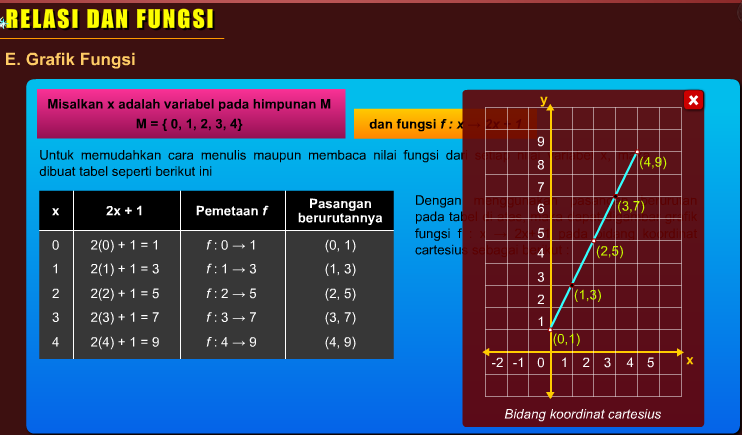 RELASI DAN FUNGSI
E. Grafik Fungsi
Misalkan x adalah variabel pada himpunan M
M = { 0, 1, 2, 3, 4}
dan fungsi f : x → 2x + 1
Untuk memudahkan cara menulis maupun membaca nilai fungsi dari setiap nilai variabel x,
dibuat tabel seperti berikut ini
x 2x + 1 Pemetaan f Pasangan berurutannya
0 2(0) + 1 = 1 f : 0 → 1 (0, 1)
1 2(1) + 1 = 3 f : 1 → 3 (1, 3)
2 2(2) + 1 = 5 f : 2 → 5 (2, 5)
3 2(3) + 1 = 7 f : 3 → 7 (3, 7)
4 2(4) + 1 = 9 f : 4 → 9 (4, 9)
Dengan
pada tabel
fungsi f
cartesius
y
9
8
7
6
5
4
3
2
1
(4,9)
(3,7)
(2,5)
(1,3)
(0,1)
-2 -1 0 1 2 3 4 5 x
Bidang koordinat cartesius